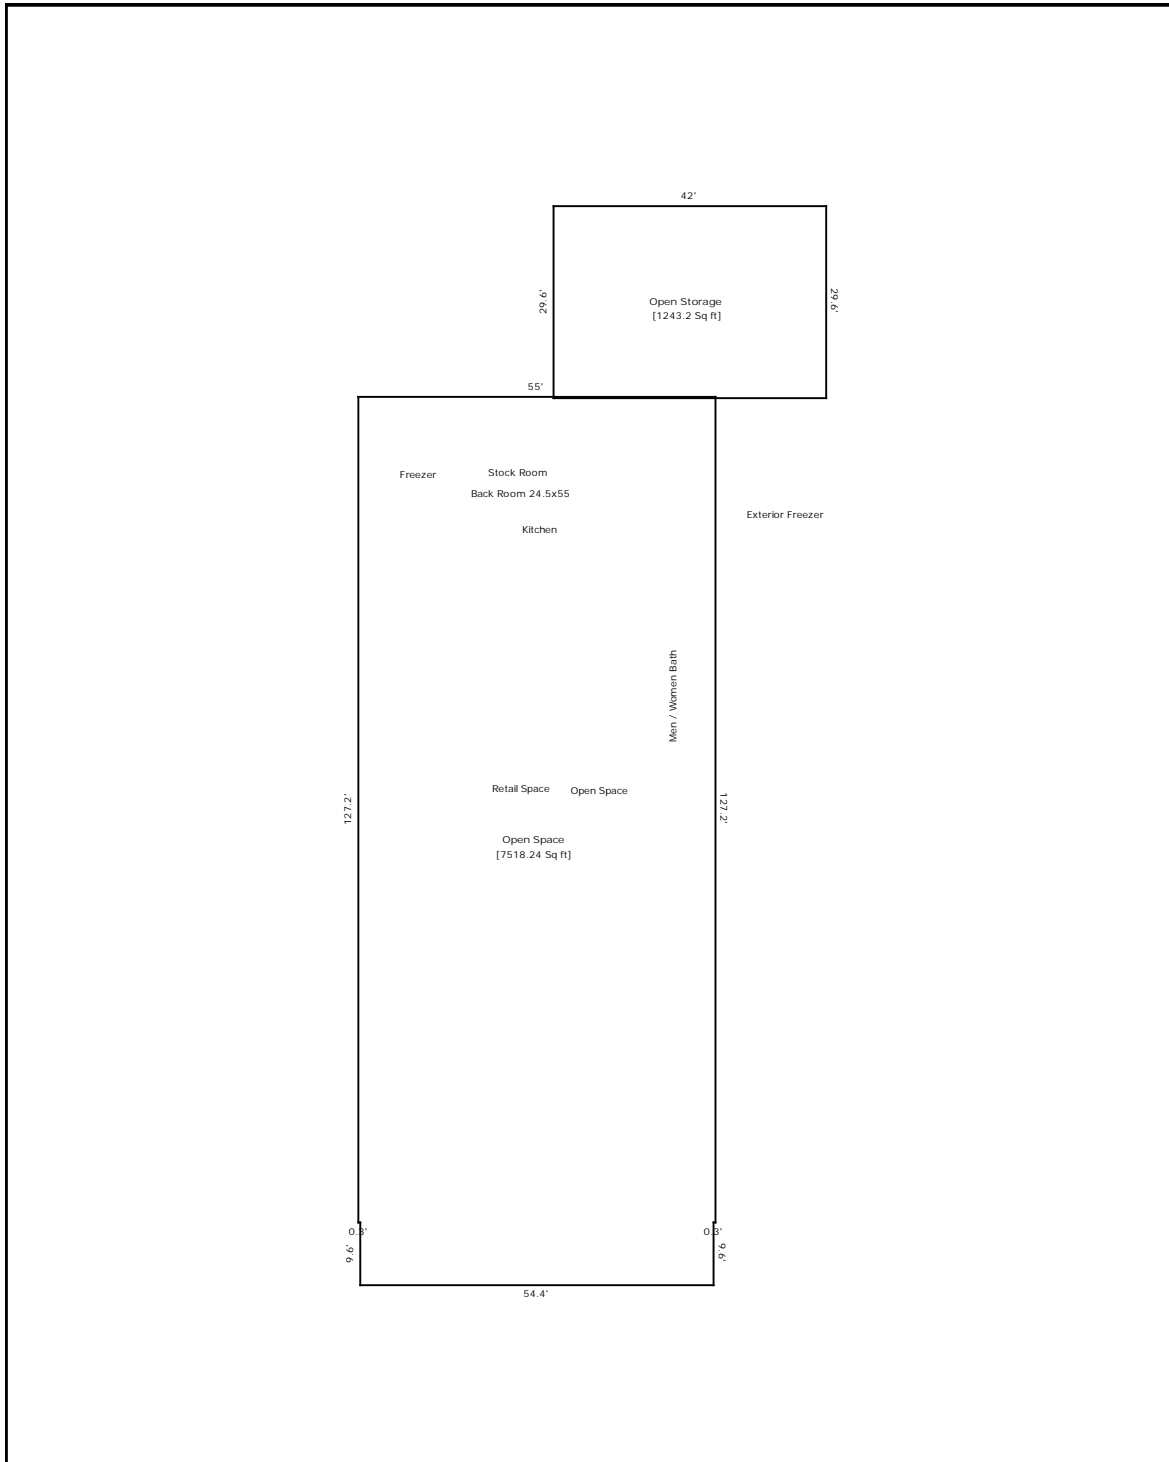 42'
29.6'
29.6'
Open Storage
[1243.2 Sq ft]
55'
Freezer
Stock Room
Back Room 24.5x55
Exterior Freezer
Kitchen
Men / Women Bath
Retail Space
Open Space
127.2'
127.2'
Open Space
[7518.24 Sq ft]
0.3'
0.3'
9.6'
9.6'
54.4'